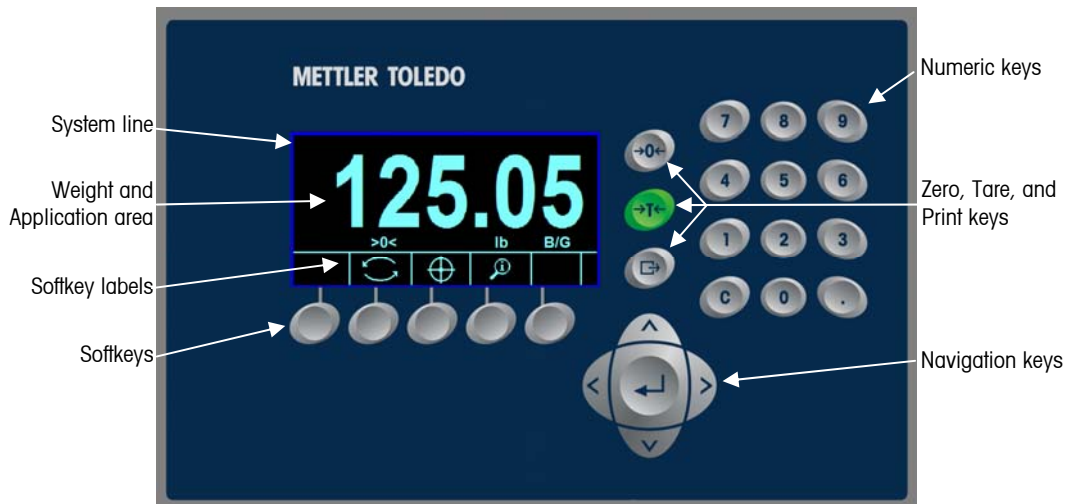 METTLER TOLEDO
Numeric keys
7 8 9
System line
→0←
125.05
4 5 6
Weight and
Application area
Zero, Tare, and
Print keys
→T←
>0< lb B/G
1 2 3
Softkey labels
C 0 .
Softkeys
Navigation keys